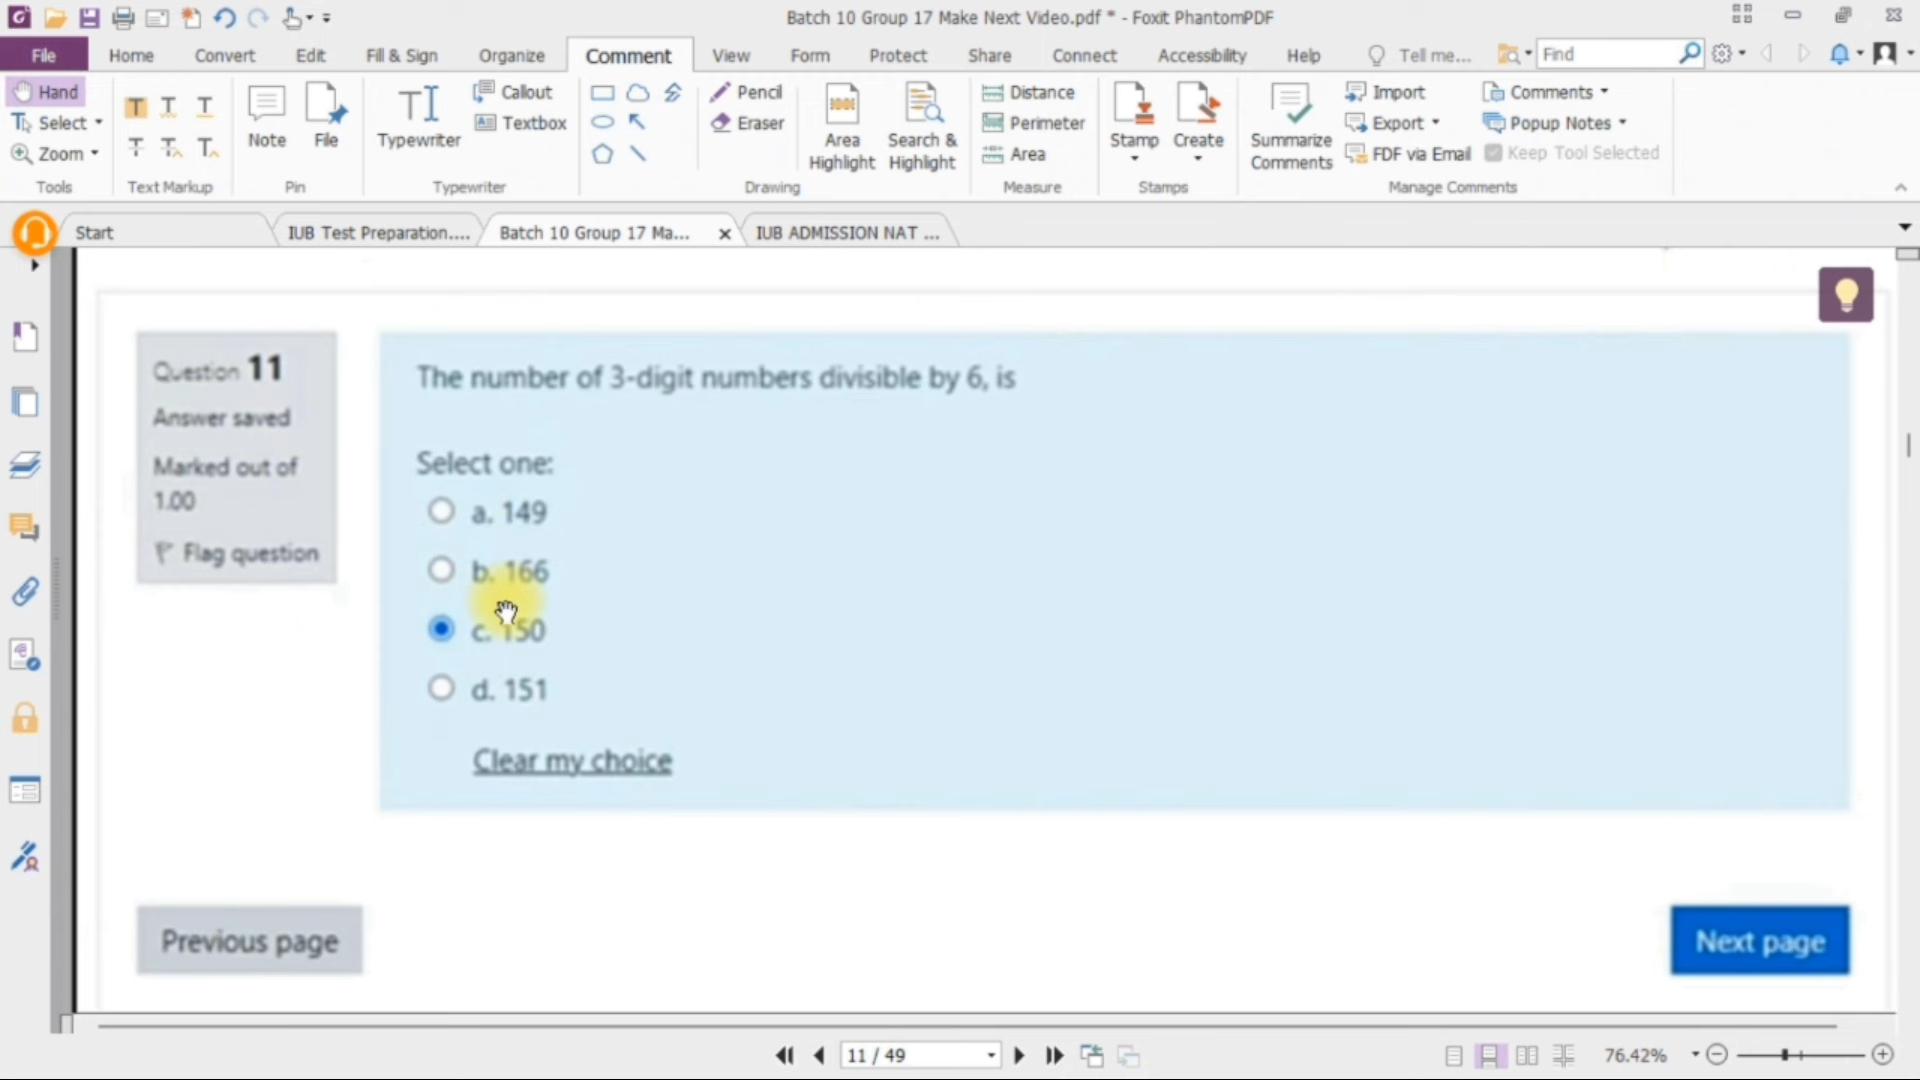 Batch 10 Group 17 Make Next Video.pdf * - Foxit PhantomPDF
File Home Convert Edit Fill & Sign Organize Comment View Form Protect Share Connect Accessibility Help Tell me... Find
Hand
Select
Zoom
Tools
Text Markup
Note
File
Pin
Typewriter
Callout
Textbox
Typewriter
Pencil
Eraser
Area Highlight
Search & Highlight
Drawing
Distance
Perimeter
Area
Measure
Stamp
Create
Stamps
Summarize Comments
Import
Export
FDF via Email
Comments
Popup Notes
Keep Tool Selected
Manage Comments
Start
IUB Test Preparation....
Batch 10 Group 17 Ma...
IUB ADMISSION NAT ...
Question 11
Answer saved
Marked out of
1.00
Flag question
The number of 3-digit numbers divisible by 6, is
Select one:
a. 149
b. 166
c. 150
d. 151
Clear my choice
Previous page
Next page
11 / 49
76.42%